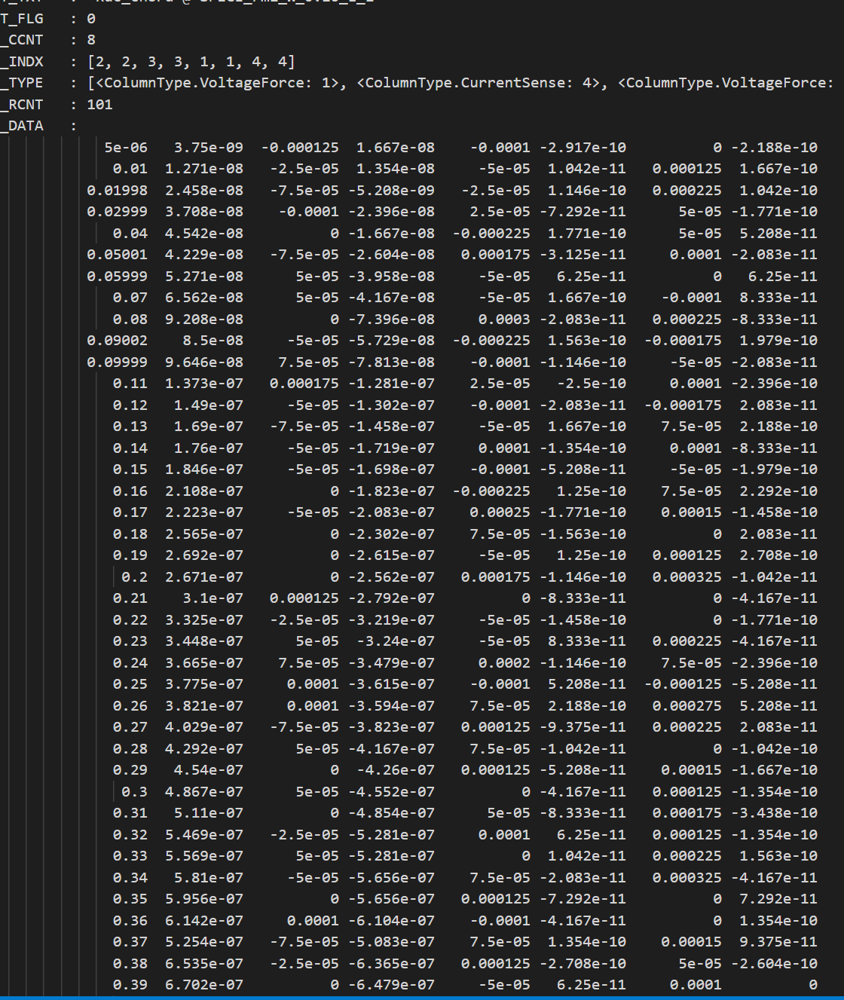 T_FLG : 0
_CCNT : 8
_INDX : [2, 2, 3, 3, 1, 1, 4, 4]
_TYPE : [<ColumnType.VoltageForce: 1>, <ColumnType.CurrentSense: 4>, <ColumnType.VoltageForce:
_RCNT : 101
_DATA :
5e-06 3.75e-09 -0.000125 1.667e-08 -0.0001 -2.917e-10 0 -2.188e-10
0.01 1.271e-08 -2.5e-05 1.354e-08 -5e-05 1.042e-11 0.000125 1.667e-10
0.01998 2.458e-08 -7.5e-05 -5.208e-09 -2.5e-05 1.146e-10 0.000225 1.042e-10
0.02999 3.708e-08 -0.0001 -2.396e-08 2.5e-05 -7.292e-11 5e-05 -1.771e-10
0.04 4.542e-08 0 -1.667e-08 -0.000225 1.771e-10 5e-05 5.208e-11
0.05001 4.229e-08 -7.5e-05 -2.604e-08 0.000175 -3.125e-11 0.0001 -2.083e-11
0.05999 5.271e-08 5e-05 -3.958e-08 -5e-05 6.25e-11 0 6.25e-11
0.07 6.562e-08 5e-05 -4.167e-08 -5e-05 1.667e-10 -0.0001 8.333e-11
0.08 9.208e-08 0 -7.396e-08 0.0003 -2.083e-11 0.000225 -8.333e-11
0.09002 8.5e-08 -5e-05 -5.729e-08 -0.000225 1.563e-10 -0.000175 1.979e-10
0.09999 9.646e-08 7.5e-05 -7.813e-08 -0.0001 -1.146e-10 -5e-05 -2.083e-11
0.11 1.373e-07 0.000175 -1.281e-07 2.5e-05 -2.5e-10 0.0001 -2.396e-10
0.12 1.49e-07 -5e-05 -1.302e-07 -0.0001 -2.083e-11 -0.000175 2.083e-11
0.13 1.69e-07 -7.5e-05 -1.458e-07 -5e-05 1.667e-10 7.5e-05 2.188e-10
0.14 1.76e-07 -5e-05 -1.719e-07 0.0001 -1.354e-10 0.0001 -8.333e-11
0.15 1.846e-07 -5e-05 -1.698e-07 -0.0001 -5.208e-11 -5e-05 -1.979e-10
0.16 2.108e-07 0 -1.823e-07 -0.000225 1.25e-10 7.5e-05 2.292e-10
0.17 2.223e-07 -5e-05 -2.083e-07 0.00025 -1.771e-10 0.00015 -1.458e-10
0.18 2.565e-07 0 -2.302e-07 7.5e-05 -1.563e-10 0 2.083e-11
0.19 2.692e-07 0 -2.615e-07 -5e-05 1.25e-10 0.000125 2.708e-10
0.2 2.671e-07 0 -2.562e-07 0.000175 -1.146e-10 0.000325 -1.042e-11
0.21 3.1e-07 0.000125 -2.792e-07 0 -8.333e-11 0 -4.167e-11
0.22 3.325e-07 -2.5e-05 -3.219e-07 -5e-05 -1.458e-10 0 -1.771e-10
0.23 3.448e-07 5e-05 -3.24e-07 -5e-05 8.333e-11 0.000225 -4.167e-11
0.24 3.665e-07 7.5e-05 -3.479e-07 0.0002 -1.146e-10 7.5e-05 -2.396e-10
0.25 3.775e-07 0.0001 -3.615e-07 -0.0001 5.208e-11 -0.000125 -5.208e-11
0.26 3.821e-07 0.0001 -3.594e-07 7.5e-05 2.188e-10 0.000275 5.208e-11
0.27 4.029e-07 -7.5e-05 -3.823e-07 0.000125 -9.375e-11 0.000225 2.083e-11
0.28 4.292e-07 5e-05 -4.167e-07 7.5e-05 -1.042e-11 0 -1.042e-10
0.29 4.54e-07 0 -4.26e-07 0.000125 -5.208e-11 0.00015 -1.667e-10
0.3 4.867e-07 5e-05 -4.552e-07 0 -4.167e-11 0.000125 -1.354e-10
0.31 5.11e-07 0 -4.854e-07 5e-05 -8.333e-11 0.000175 -3.438e-10
0.32 5.469e-07 -2.5e-05 -5.281e-07 0.0001 6.25e-11 0.000125 -1.354e-10
0.33 5.569e-07 5e-05 -5.281e-07 0 1.042e-11 0.000225 1.563e-10
0.34 5.81e-07 -5e-05 -5.656e-07 7.5e-05 -2.083e-11 0.000325 -4.167e-11
0.35 5.956e-07 0 -5.656e-07 0.000125 -7.292e-11 0 7.292e-11
0.36 6.142e-07 0.0001 -6.104e-07 -0.0001 -4.167e-11 0 1.354e-10
0.37 5.254e-07 -7.5e-05 -5.083e-07 7.5e-05 1.354e-10 0.00015 9.375e-11
0.38 6.535e-07 -2.5e-05 -6.365e-07 0.000125 -2.708e-10 5e-05 -2.604e-10
0.39 6.702e-07 0 -6.479e-07 -5e-05 6.25e-11 0.0001 0